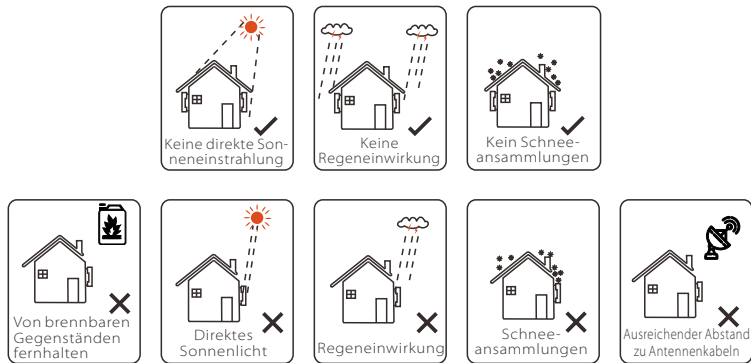 Keine direkte Son-
neneinstrahlung
Keine
Regeneinwirkung
Kein Schnee-
ansammlungen
Von brennbaren
Gegenständen
fernhalten
Direktes
Sonnenlicht
Regeneinwirkung
Schnee-
ansammlungen
Ausreichender Abstand
zu Antennenkabeln